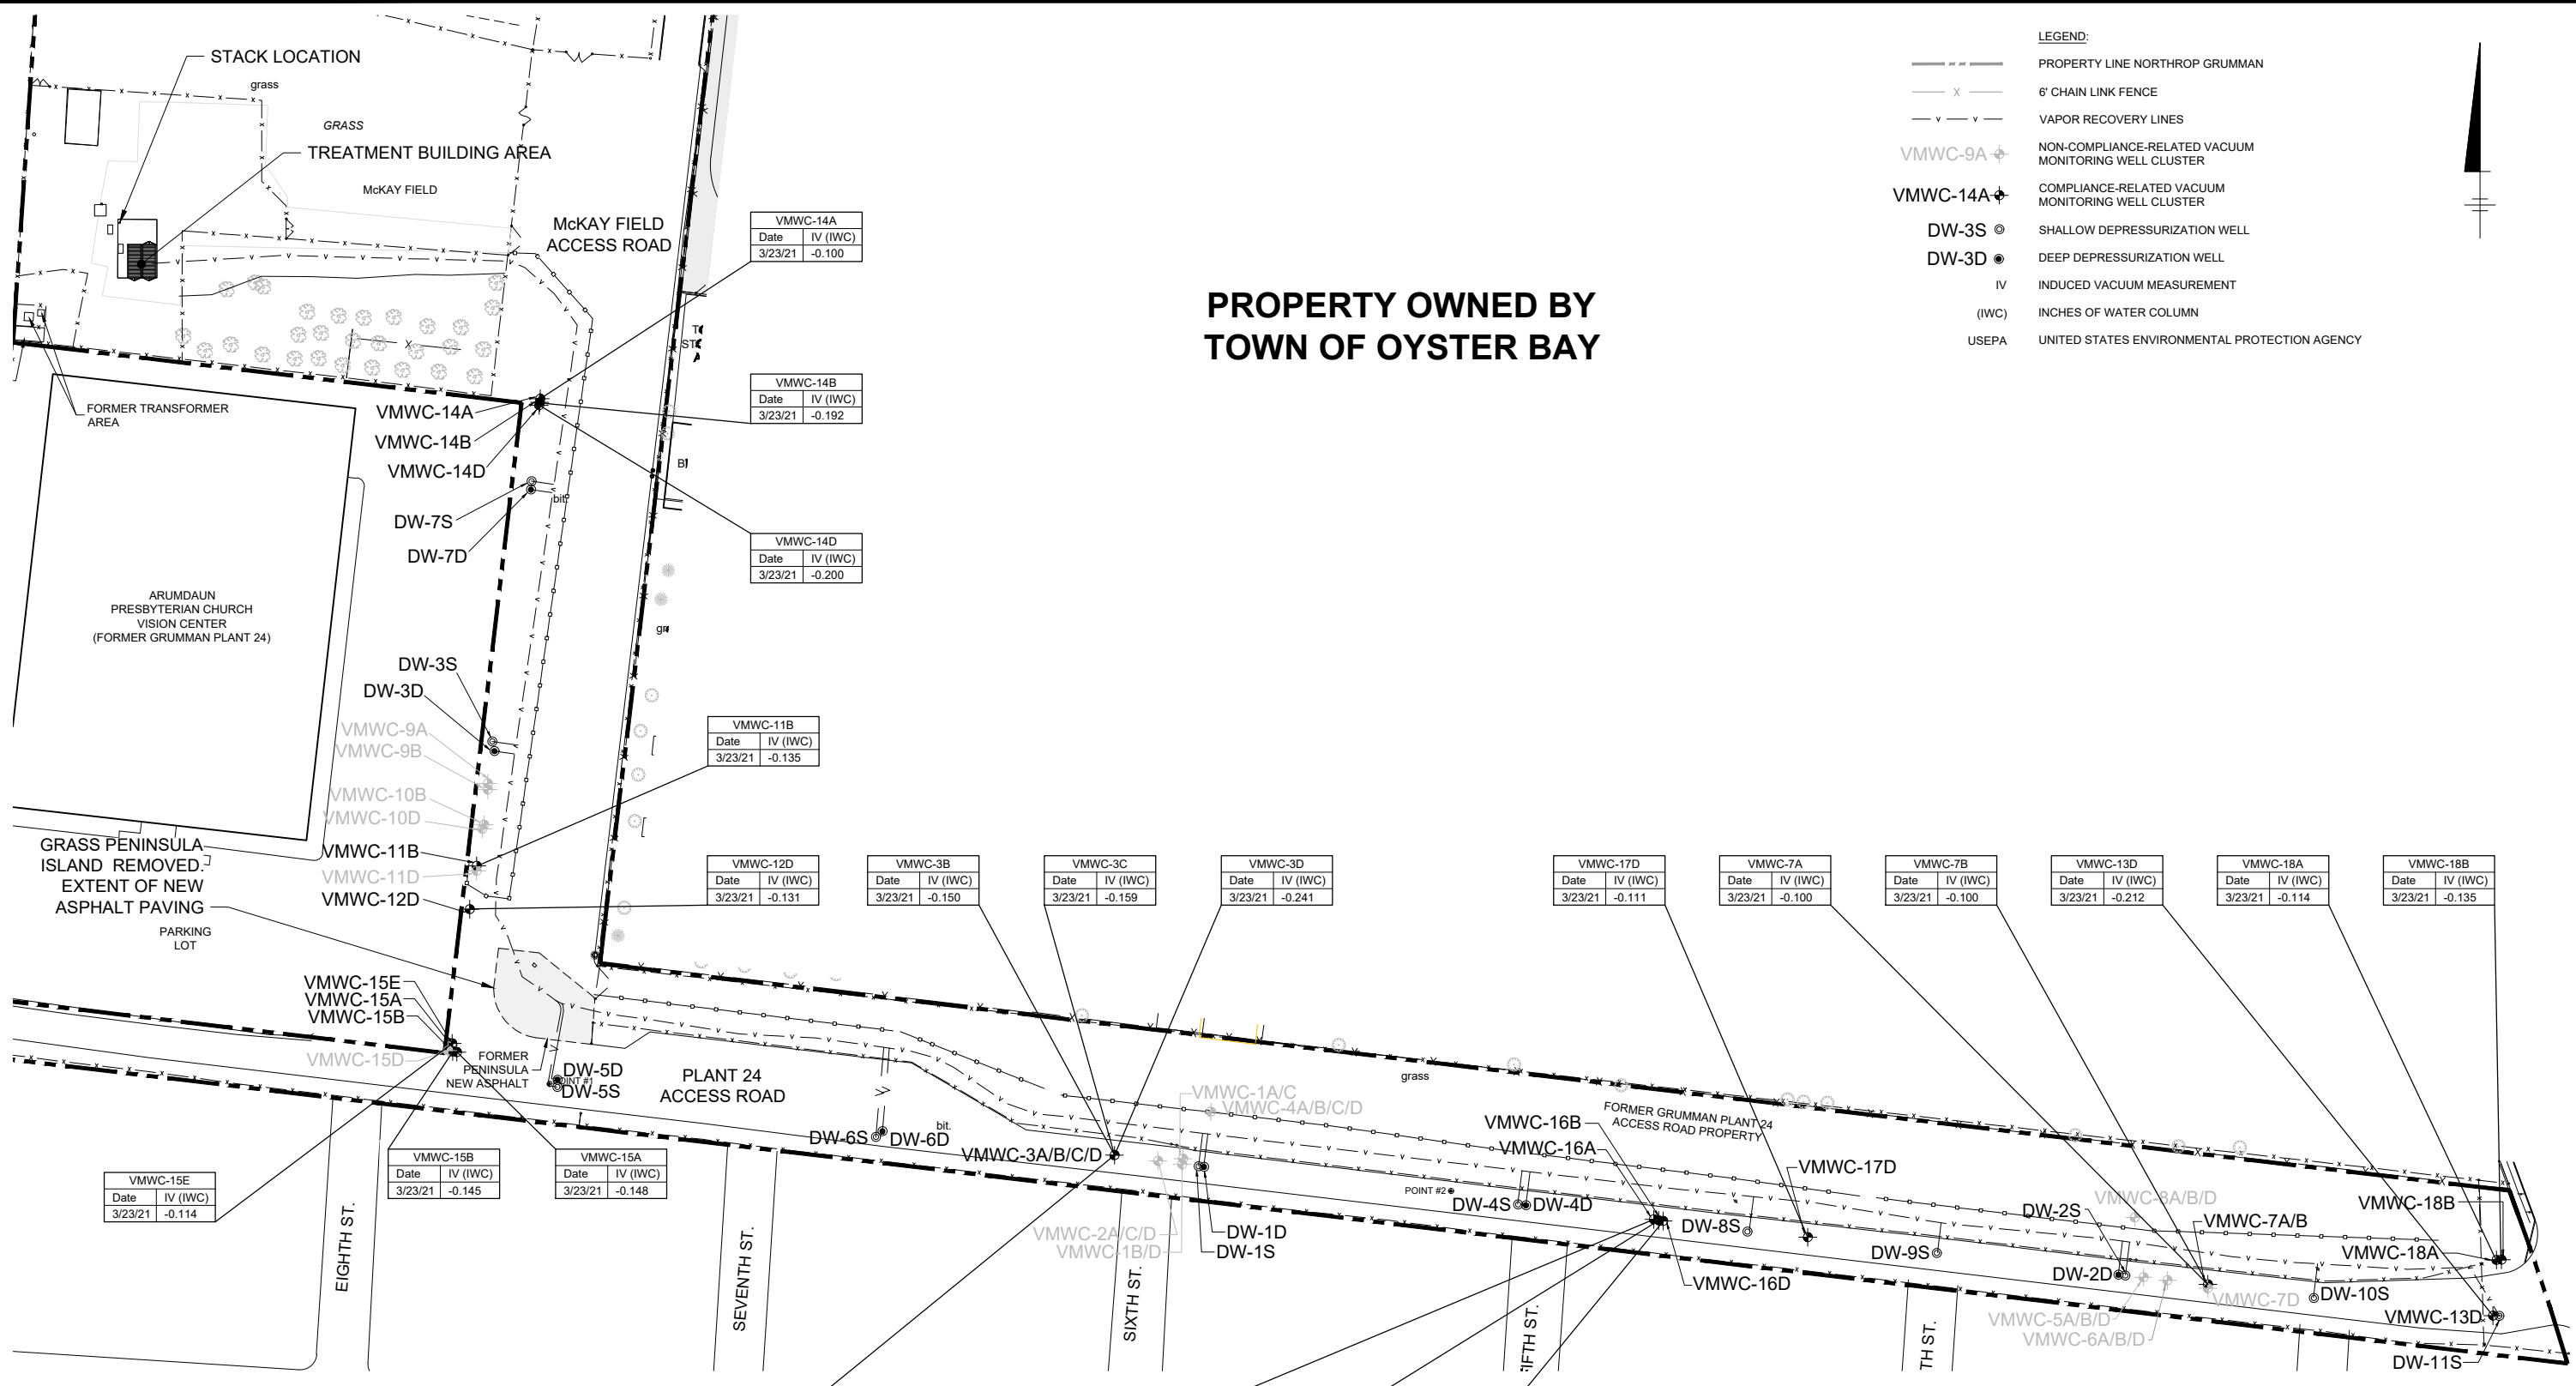 STACK LOCATION
grass
GRASS
TREATMENT BUILDING AREA
McKAY FIELD
McKAY FIELD
ACCESS ROAD
FORMER TRANSFORMER
AREA
ARUMDAUN
PRESBYTERIAN CHURCH
VISION CENTER
(FORMER GRUMMAN PLANT 24)
PROPERTY OWNED BY
TOWN OF OYSTER BAY
LEGEND:
PROPERTY LINE NORTHROP GRUMMAN
X 6' CHAIN LINK FENCE
v v VAPOR RECOVERY LINES
VMWC-9A NON-COMPLIANCE-RELATED VACUUM
MONITORING WELL CLUSTER
VMWC-14A COMPLIANCE-RELATED VACUUM
MONITORING WELL CLUSTER
DW-3S SHALLOW DEPRESSURIZATION WELL
DW-3D DEEP DEPRESSURIZATION WELL
IV INDUCED VACUUM MEASUREMENT
(IWC) INCHES OF WATER COLUMN
USEPA UNITED STATES ENVIRONMENTAL PROTECTION AGENCY
VMWC-14A
Date IV (IWC)
3/23/21 -0.100
VMWC-14B
Date IV (IWC)
3/23/21 -0.192
VMWC-14D
Date IV (IWC)
3/23/21 -0.200
VMWC-14A
VMWC-14B
VMWC-14D
DW-7S
bit.
DW-7D
DW-3S
DW-3D
VMWC-9A
VMWC-9B
VMWC-10B
VMWC-10D
VMWC-11B
VMWC-11D
VMWC-12D
VMWC-11B
Date IV (IWC)
3/23/21 -0.135
GRASS PENINSULA
ISLAND REMOVED.
EXTENT OF NEW
ASPHALT PAVING
PARKING
LOT
VMWC-12D
Date IV (IWC)
3/23/21 -0.131
VMWC-3B
Date IV (IWC)
3/23/21 -0.150
VMWC-3C
Date IV (IWC)
3/23/21 -0.159
VMWC-3D
Date IV (IWC)
3/23/21 -0.241
VMWC-17D
Date IV (IWC)
3/23/21 -0.111
VMWC-7A
Date IV (IWC)
3/23/21 -0.100
VMWC-7B
Date IV (IWC)
3/23/21 -0.100
VMWC-13D
Date IV (IWC)
3/23/21 -0.212
VMWC-18A
Date IV (IWC)
3/23/21 -0.114
VMWC-18B
Date IV (IWC)
3/23/21 -0.135
VMWC-15E
VMWC-15A
VMWC-15B
VMWC-15D
FORMER
PENINSULA
NEW ASPHALT
DW-5D
DW-5S
PLANT 24
ACCESS ROAD
DW-6S
DW-6D
bit.
VMWC-3A/B/C/D
VMWC-1A/C
VMWC-4A/B/C/D
VMWC-2A/C/D
VMWC-1B/D
DW-1D
DW-1S
grass
FORMER GRUMMAN PLANT 24
ACCESS ROAD PROPERTY
POINT #2
DW-4S
DW-4D
VMWC-16B
VMWC-16A
VMWC-16D
DW-8S
VMWC-17D
DW-9S
DW-2S
DW-2D
VMWC-8A/B/D
VMWC-7A/B
VMWC-7D
VMWC-5A/B/D
VMWC-6A/B/D
DW-10S
VMWC-18B
VMWC-18A
VMWC-13D
DW-11S
VMWC-15E
Date IV (IWC)
3/23/21 -0.114
VMWC-15B
Date IV (IWC)
3/23/21 -0.145
VMWC-15A
Date IV (IWC)
3/23/21 -0.148
EIGHTH ST.
SEVENTH ST.
SIXTH ST.
IFTH ST.
TH ST.